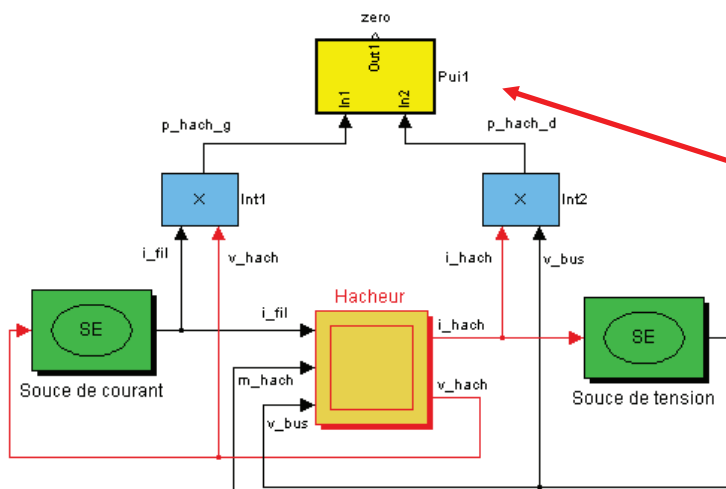 zero
Out1
In1
In2
Pui1
p_hach_g
p_hach_d
×
Int1
×
Int2
i_fil
v_hach
i_hach
v_bus
Hacheur
SE
i_fil
i_hach
SE
m_hach
v_hach
v_bus
Souce de courant
Souce de tension